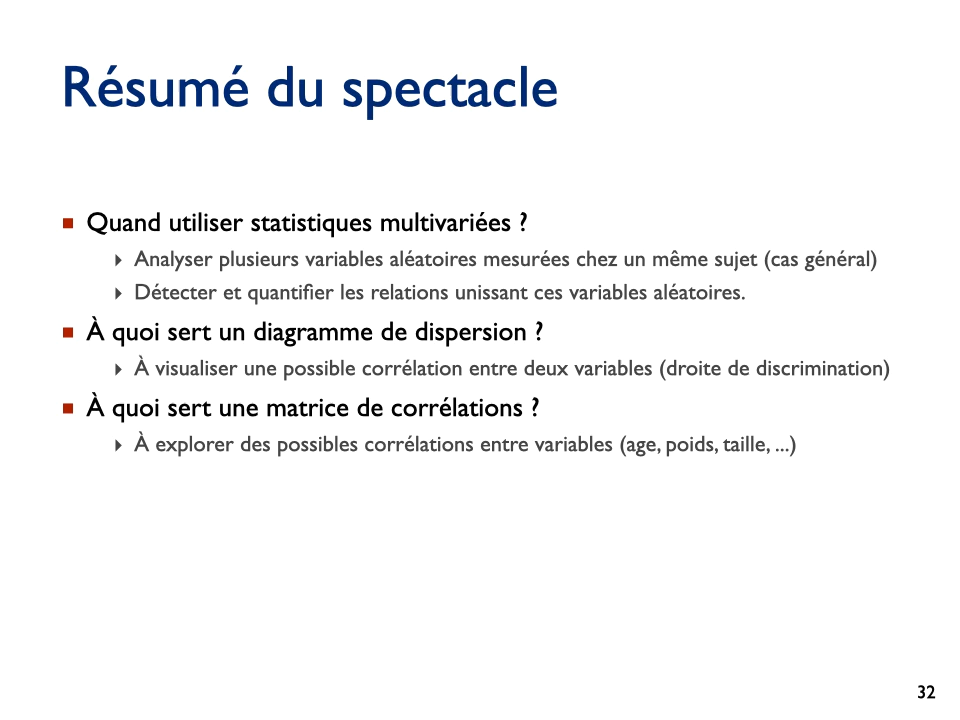 Résumé du spectacle
Quand utiliser statistiques multivariées ?
Analyser plusieurs variables aléatoires mesurées chez un même sujet (cas général)
Détecter et quantifier les relations unissant ces variables aléatoires.
À quoi sert un diagramme de dispersion ?
À visualiser une possible corrélation entre deux variables (droite de discrimination)
À quoi sert une matrice de corrélations ?
À explorer des possibles corrélations entre variables (age, poids, taille, ...)
32